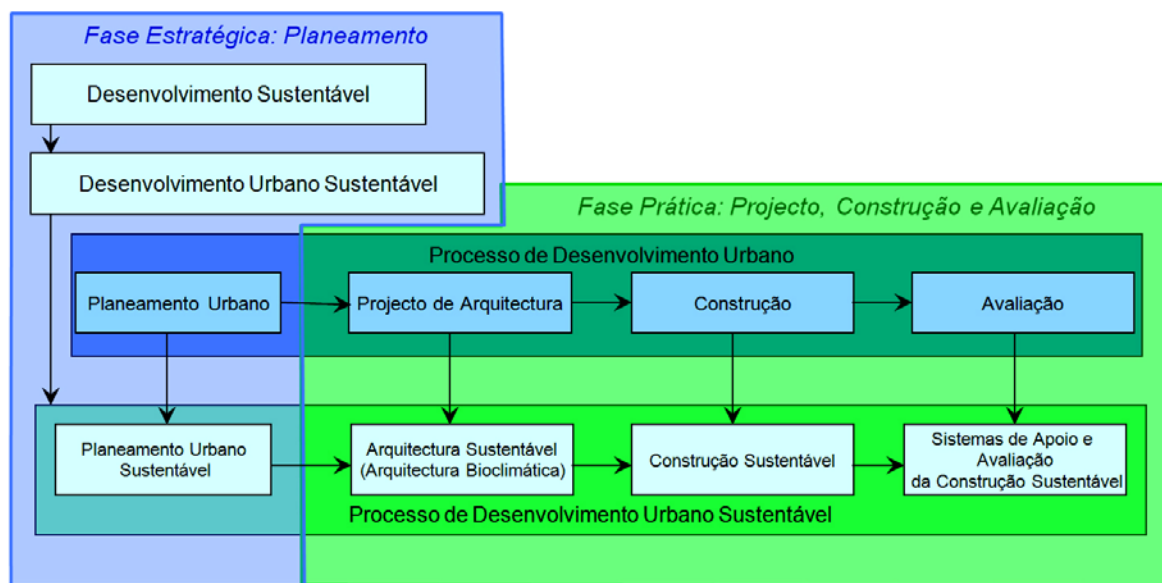 Fase Estratégica: Planeamento
Desenvolvimento Sustentável
Desenvolvimento Urbano Sustentável
Fase Prática: Projecto, Construção e Avaliação
Processo de Desenvolvimento Urbano
Planeamento Urbano
Projecto de Arquitectura
Construção
Avaliação
Planeamento Urbano
Sustentável
Arquitectura Sustentável
(Arquitectura Bioclimática)
Construção Sustentável
Sistemas de Apoio e
Avaliação
da Construção Sustentável
Processo de Desenvolvimento Urbano Sustentável